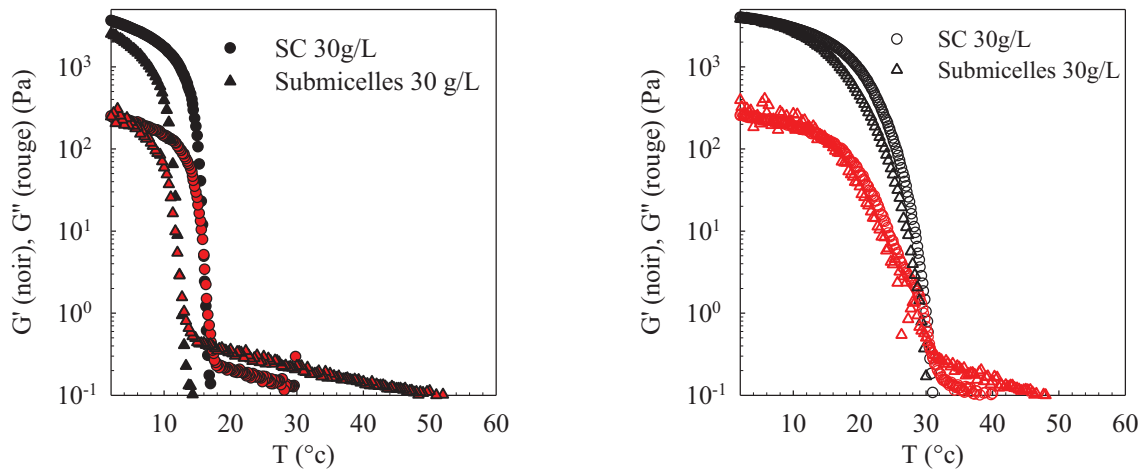 G' (noir), G" (rouge) (Pa)
10³
10²
10¹
10⁰
10⁻¹
SC 30g/L
Submicelles 30 g/L
10 20 30 40 50 60
T (°c)
G' (noir), G" (rouge) (Pa)
10³
10²
10¹
10⁰
10⁻¹
SC 30g/L
Submicelles 30g/L
10 20 30 40 50 60
T (°c)